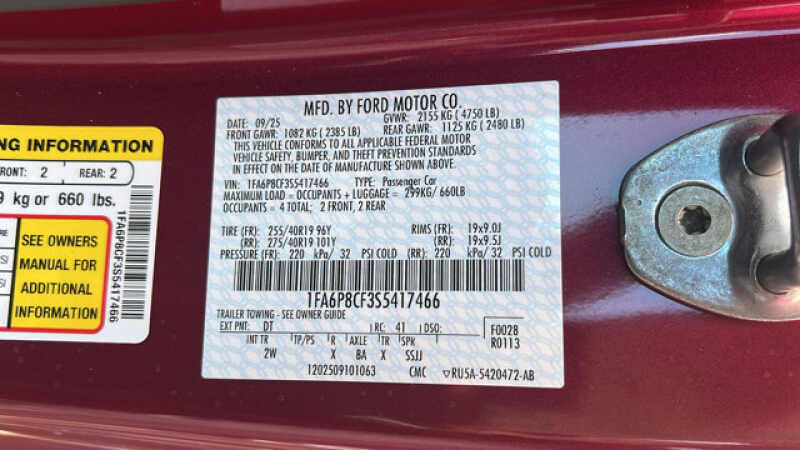 NG INFORMATION
FRONT: 2 REAR: 2
9 kg or 660 lbs.
SEE OWNERS
MANUAL FOR
ADDITIONAL
INFORMATION
1FA6P8CF3S5417466
MFD. BY FORD MOTOR CO.
DATE: 09/25 GVWR: 2155 KG ( 4750 LB)
FRONT GAWR: 1082 KG ( 2385 LB) REAR GAWR: 1125 KG ( 2480 LB)
THIS VEHICLE CONFORMS TO ALL APPLICABLE FEDERAL MOTOR
VEHICLE SAFETY, BUMPER, AND THEFT PREVENTION STANDARDS
IN EFFECT ON THE DATE OF MANUFACTURE SHOWN ABOVE.
VIN: 1FA6P8CF3S5417466 TYPE: Passenger Car
MAXIMUM LOAD = OCCUPANTS + LUGGAGE = 299KG/ 660LB
OCCUPANTS = 4 TOTAL; 2 FRONT, 2 REAR
TIRE (FR): 255/40R19 96Y RIMS (FR): 19x9.0J
(RR): 275/40R19 101Y (RR): 19x9.5J
PRESSURE (FR): 220 kPa/ 32 PSI COLD (RR): 220 kPa/ 32 PSI COLD
1FA6P8CF3S5417466
TRAILER TOWING - SEE OWNER GUIDE
EXT PNT: DT RC: 41 DSO: F0028
INT TR TP/PS R AXLE TR SPK R0113
2W X BA X SSJJ
1202509101063 CMC ▽RU5A-5420472-AB